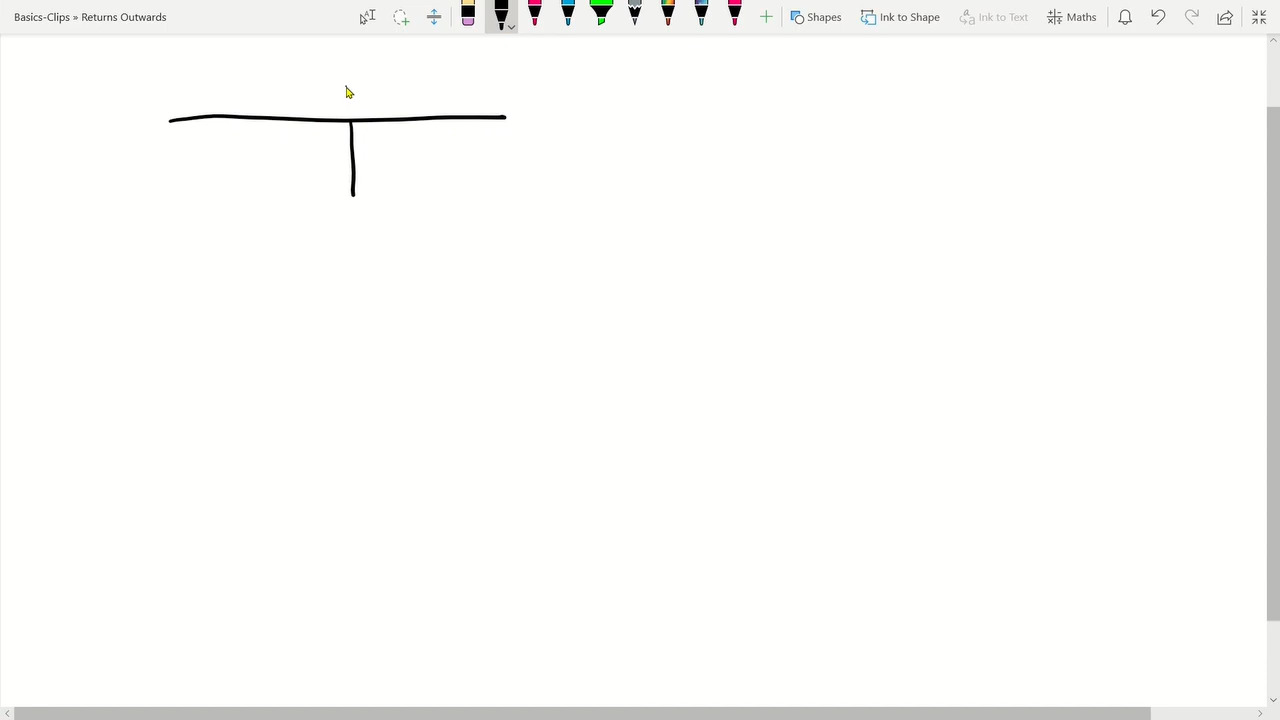 Basics-Clips » Returns Outwards
Shapes
Ink to Shape
Ink to Text
Maths